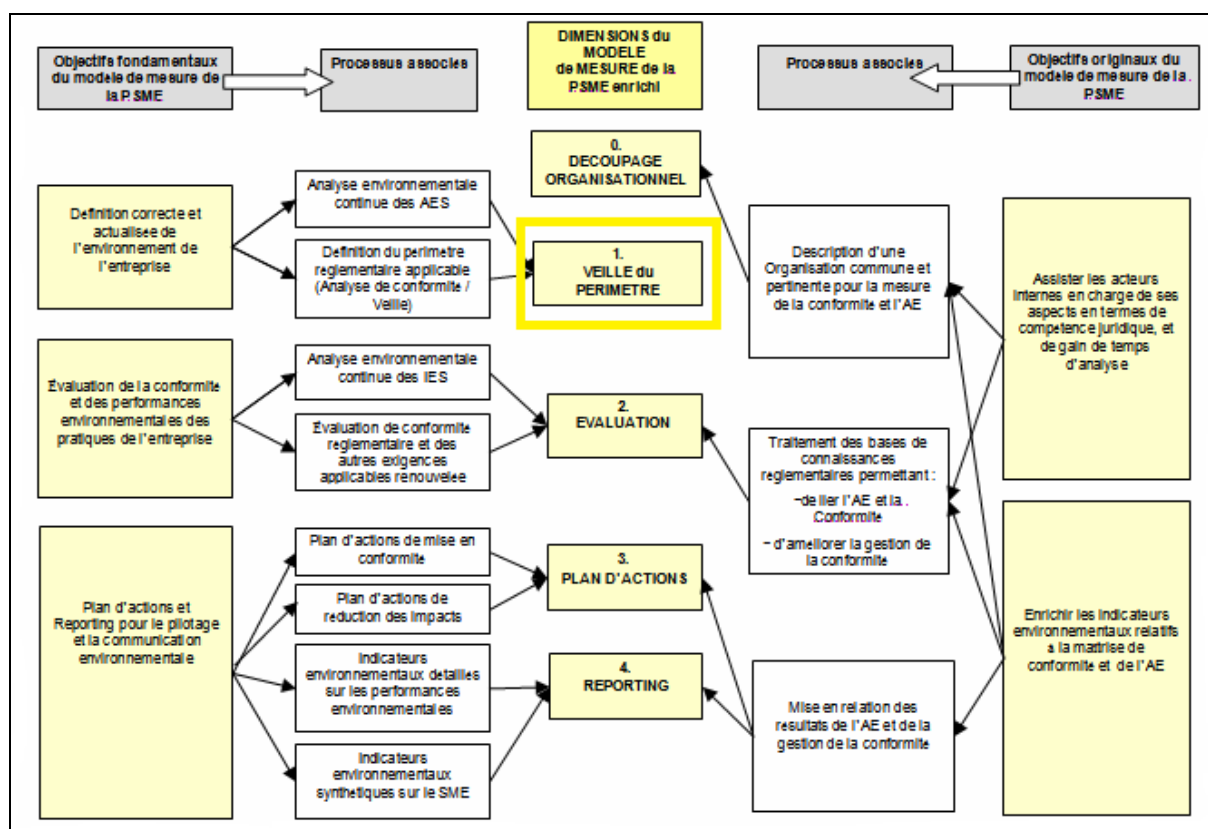 Objectifs fondamentaux
du modele de mesure de
la P.SME
Processus associes
DIMENSIONS du
MODELE
de MESURE de la
P.SME enrichi
Processus associes
Objectifs originaux du
modele de mesure de la .
P.SME
0.
DECOUPAGE
ORGANISATIONNEL
Definition correcte et
actualisee de
l'environnement de
l'entreprise
Analyse environnementale
continue des AES
Definition du perimetre
reglementaire applicable
(Analyse de conformite /
Veille)
1.
VEILLE du
PERIMETRE
Description d'une
Organisation commune et
pertinente pour la mesure
de la conformite et l'AE
Assister les acteurs
internes en charge de ses
aspects en termes de
competence juridique, et
de gain de temps
d'analyse
Évaluation de la conformite
et des performances
environnementales des
pratiques de l'entreprise
Analyse environnementale
continue des IES
Évaluation de conformite
reglementaire et des
autres exigences
applicables renouvelee
2.
EVALUATION
Traitement des bases de
connaissances
reglementaires permettant :
-de lier l'AE et la .
Conformite
- d'ameliorer la gestion de
la conformite
Plan d'actions et
Reporting pour le pilotage
et la communication
environnementale
Plan d'actions de mise en
conformite
Plan d'actions de
reduction des impacts
Indicateurs
environnementaux detailles
sur les performances
environnementales
Indicateurs
environnementaux
synthetiques sur le SME
3.
PLAN D'ACTIONS
4.
REPORTING
Mise en relation des
resultats de l'AE et de la
gestion de la conformite
Enrichir les indicateurs
environnementaux relatifs
a la maitrise de
conformite et de l'AE